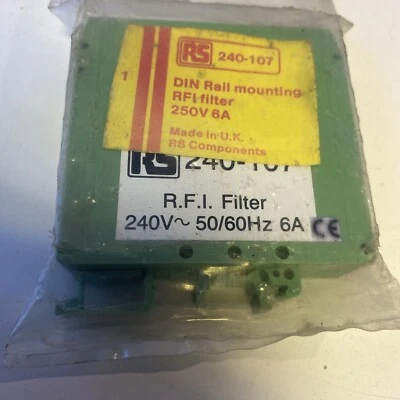 RS 240-107
1
DIN Rail mounting
RFI filter
250V 6A
Made in U.K.
RS Components
RS 240-107
R.F.I. Filter
240V~ 50/60Hz 6A CE